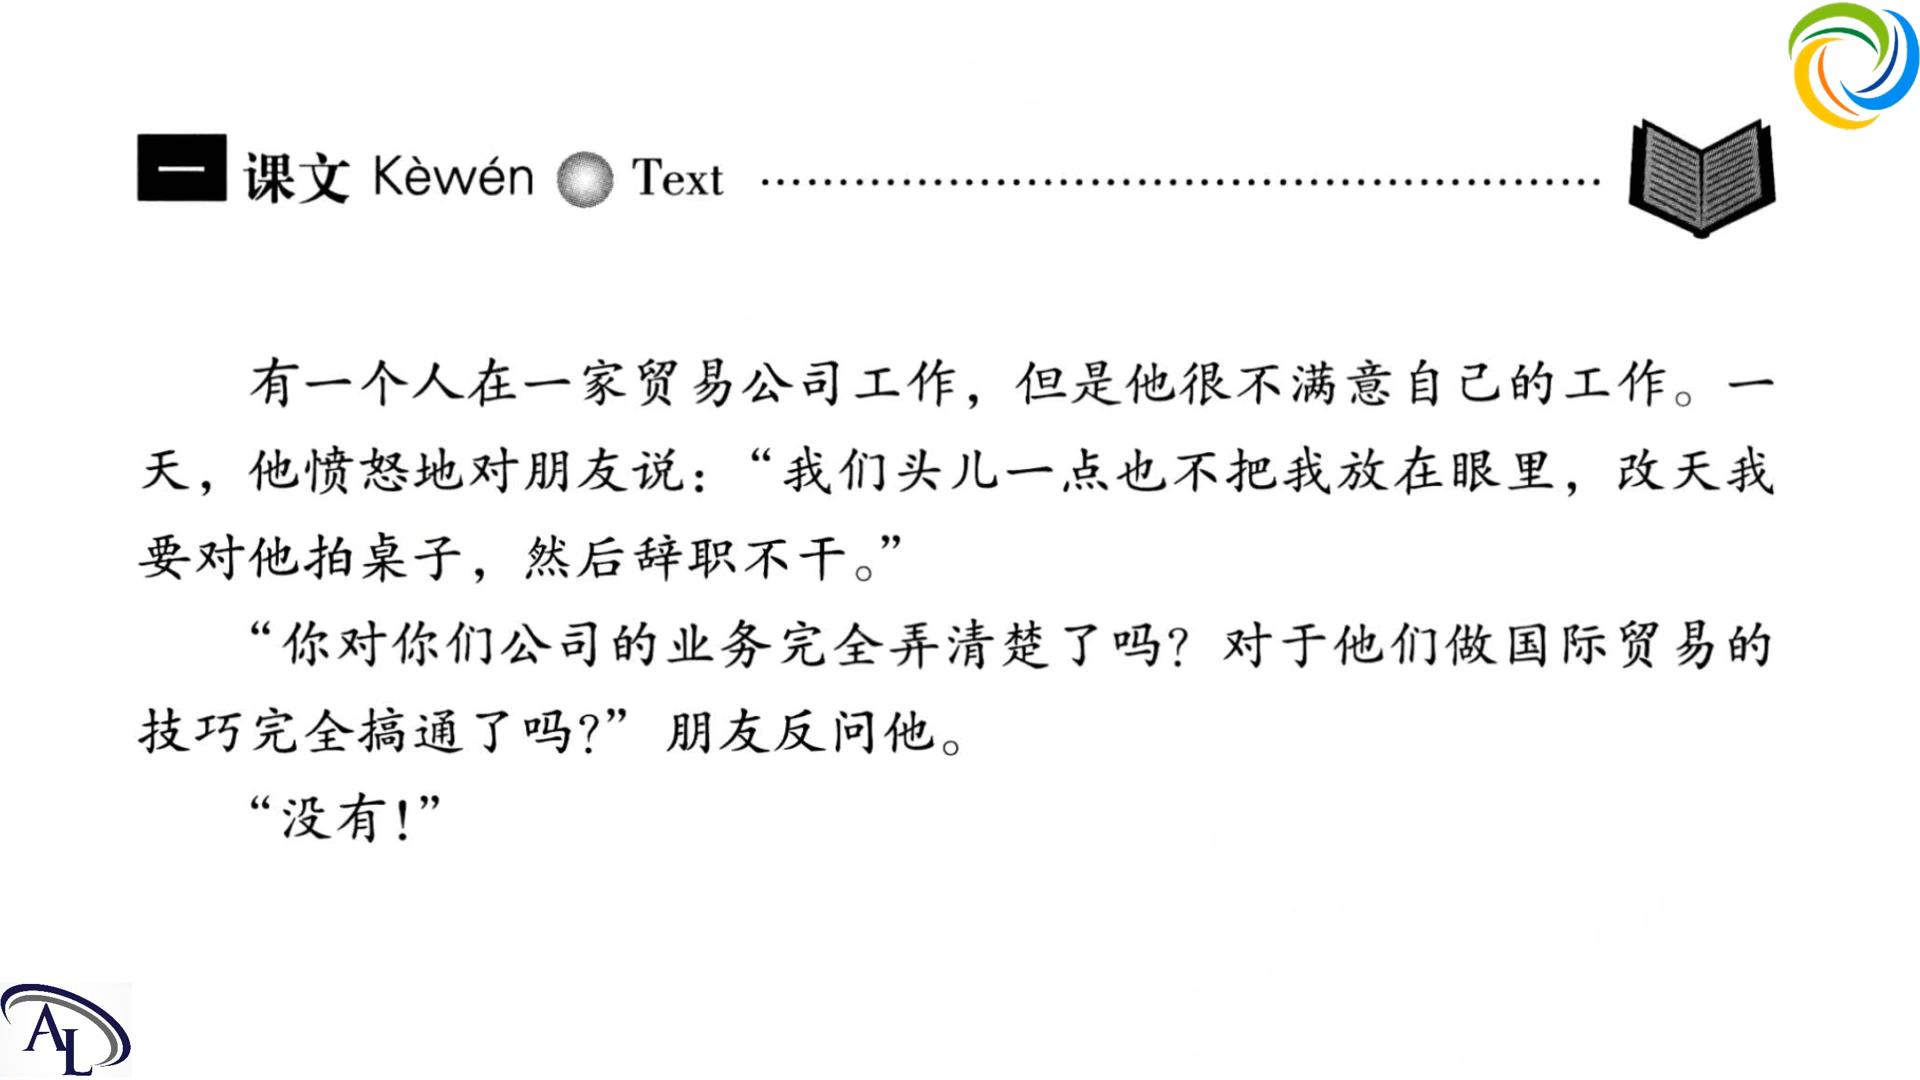 一 课文 Kèwén Text
有一个人在一家贸易公司工作，但是他很不满意自己的工作。一
天，他愤怒地对朋友说：“我们头儿一点也不把我放在眼里，改天我
要对他拍桌子，然后辞职不干。”
“你对你们公司的业务完全弄清楚了吗？对于他们做国际贸易的
技巧完全搞通了吗？”朋友反问他。
“没有！”
AL